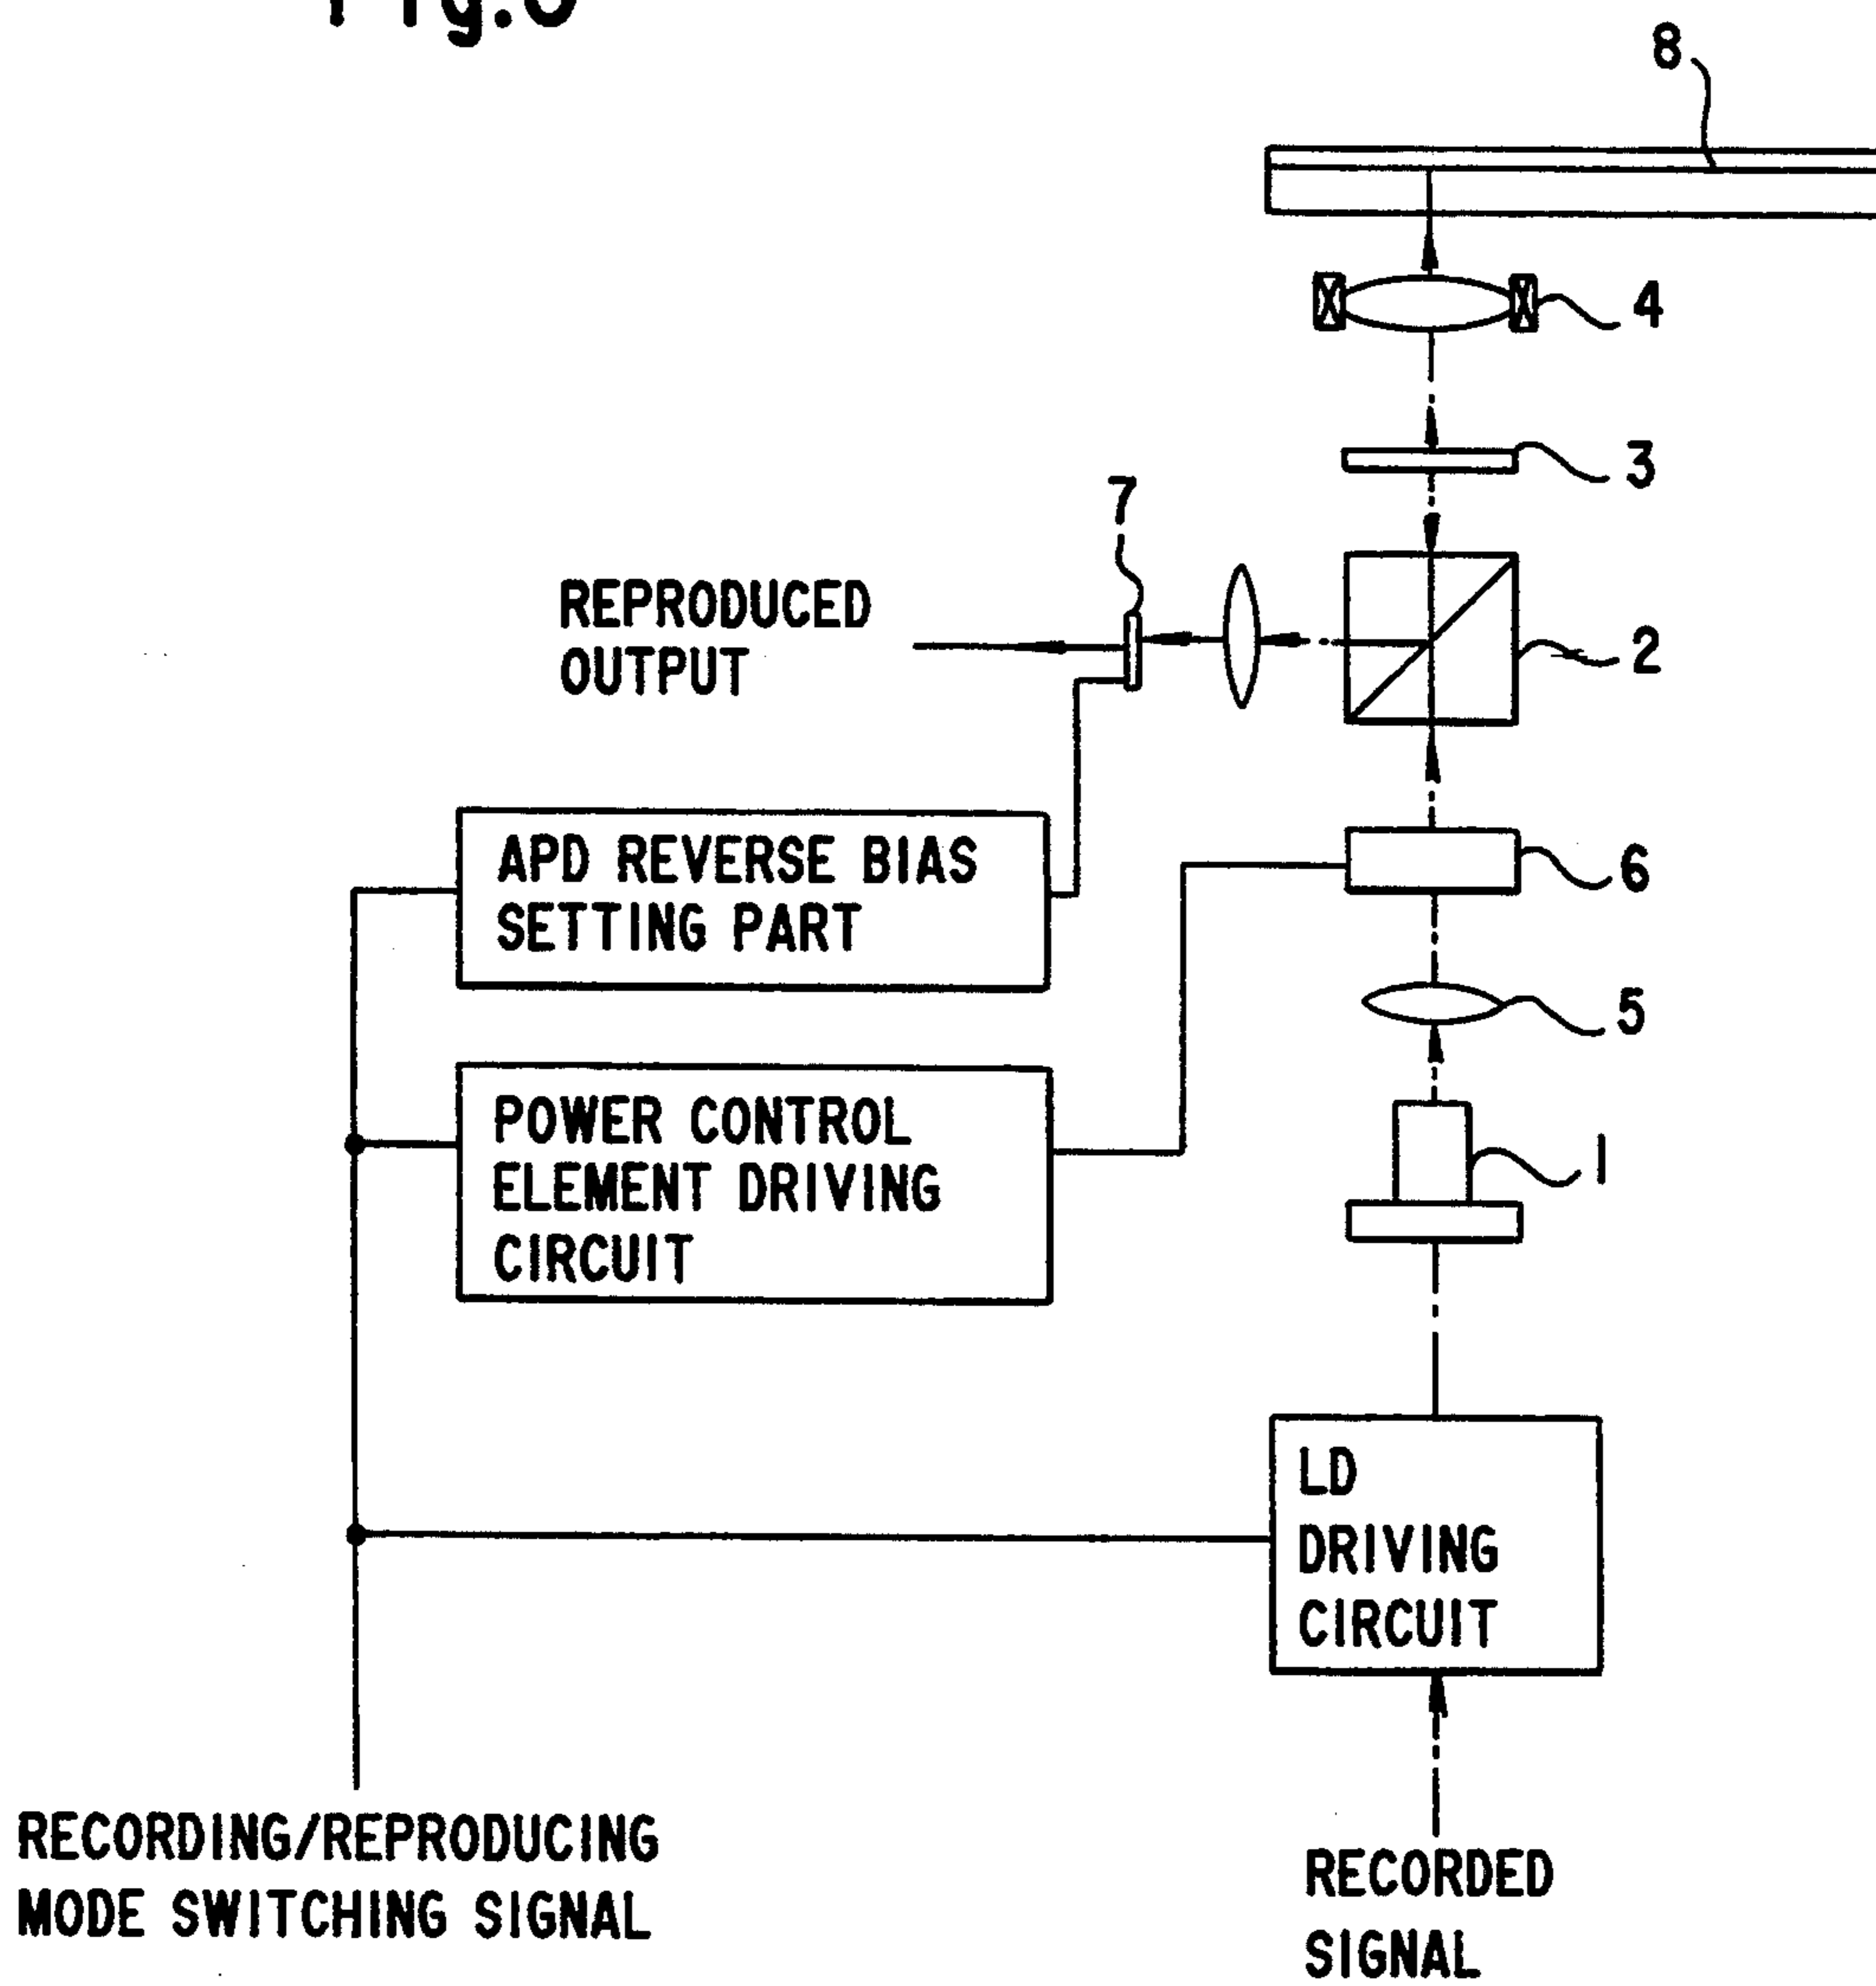 8
4
3
7
REPRODUCED
OUTPUT
2
APD REVERSE BIAS
SETTING PART
6
5
POWER CONTROL
ELEMENT DRIVING
CIRCUIT
1
LD
DRIVING
CIRCUIT
RECORDING/REPRODUCING
MODE SWITCHING SIGNAL
RECORDED
SIGNAL